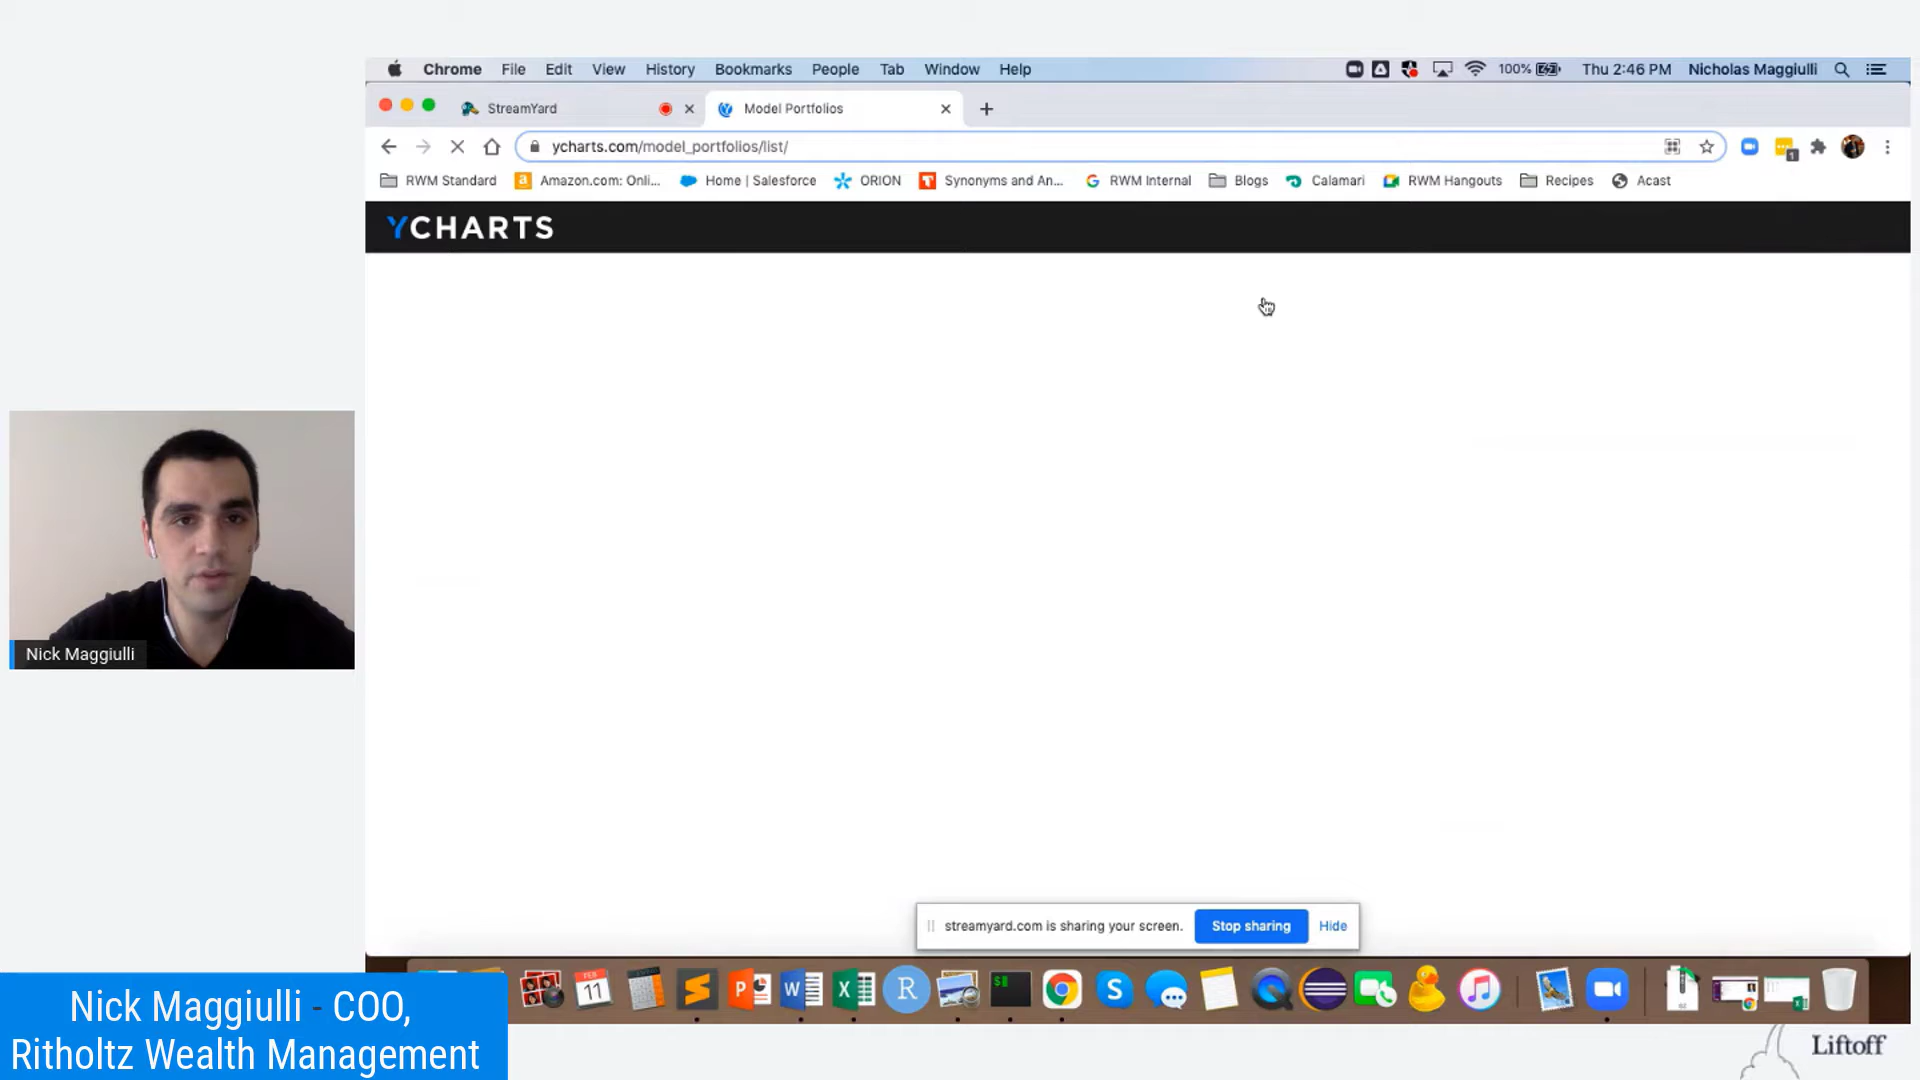 Chrome File Edit View History Bookmarks People Tab Window Help 100% Thu 2:46 PM Nicholas Maggiulli
StreamYard Model Portfolios
ycharts.com/model_portfolios/list/
RWM Standard Amazon.com: Onli... Home | Salesforce ORION Synonyms and An... RWM Internal Blogs Calamari RWM Hangouts Recipes Acast
YCHARTS
Nick Maggiulli
streamyard.com is sharing your screen. Stop sharing Hide
FEB
11
Nick Maggiulli - COO,
Ritholtz Wealth Management
Liftoff